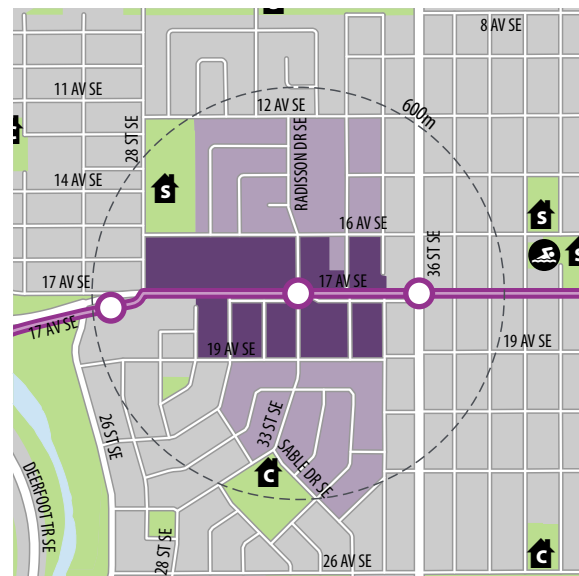 8 AV SE
11 AV SE
12 AV SE
600m
28 ST SE
RADISSON DR SE
14 AV SE
S
S
S
16 AV SE
36 ST SE
17 AV SE
17 AV SE
17 AV SE
19 AV SE
19 AV SE
26 ST SE
33 ST SE
SABLE DR SE
C
DEERFOOT TR SE
28 ST SE
26 AV SE
C